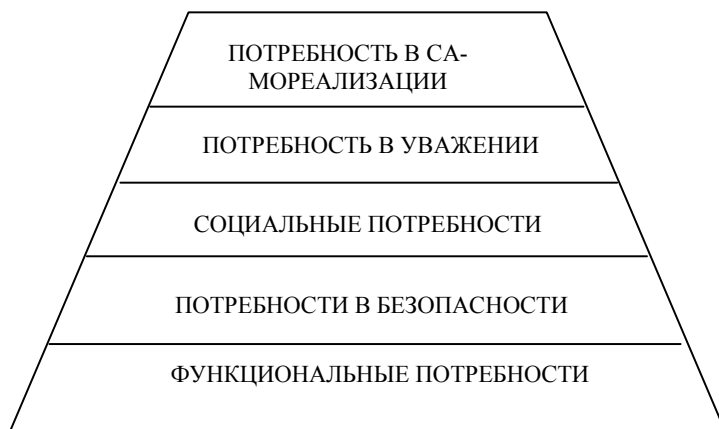 ПОТРЕБНОСТЬ В СА-
МОРЕАЛИЗАЦИИ
ПОТРЕБНОСТЬ В УВАЖЕНИИ
СОЦИАЛЬНЫЕ ПОТРЕБНОСТИ
ПОТРЕБНОСТИ В БЕЗОПАСНОСТИ
ФУНКЦИОНАЛЬНЫЕ ПОТРЕБНОСТИ